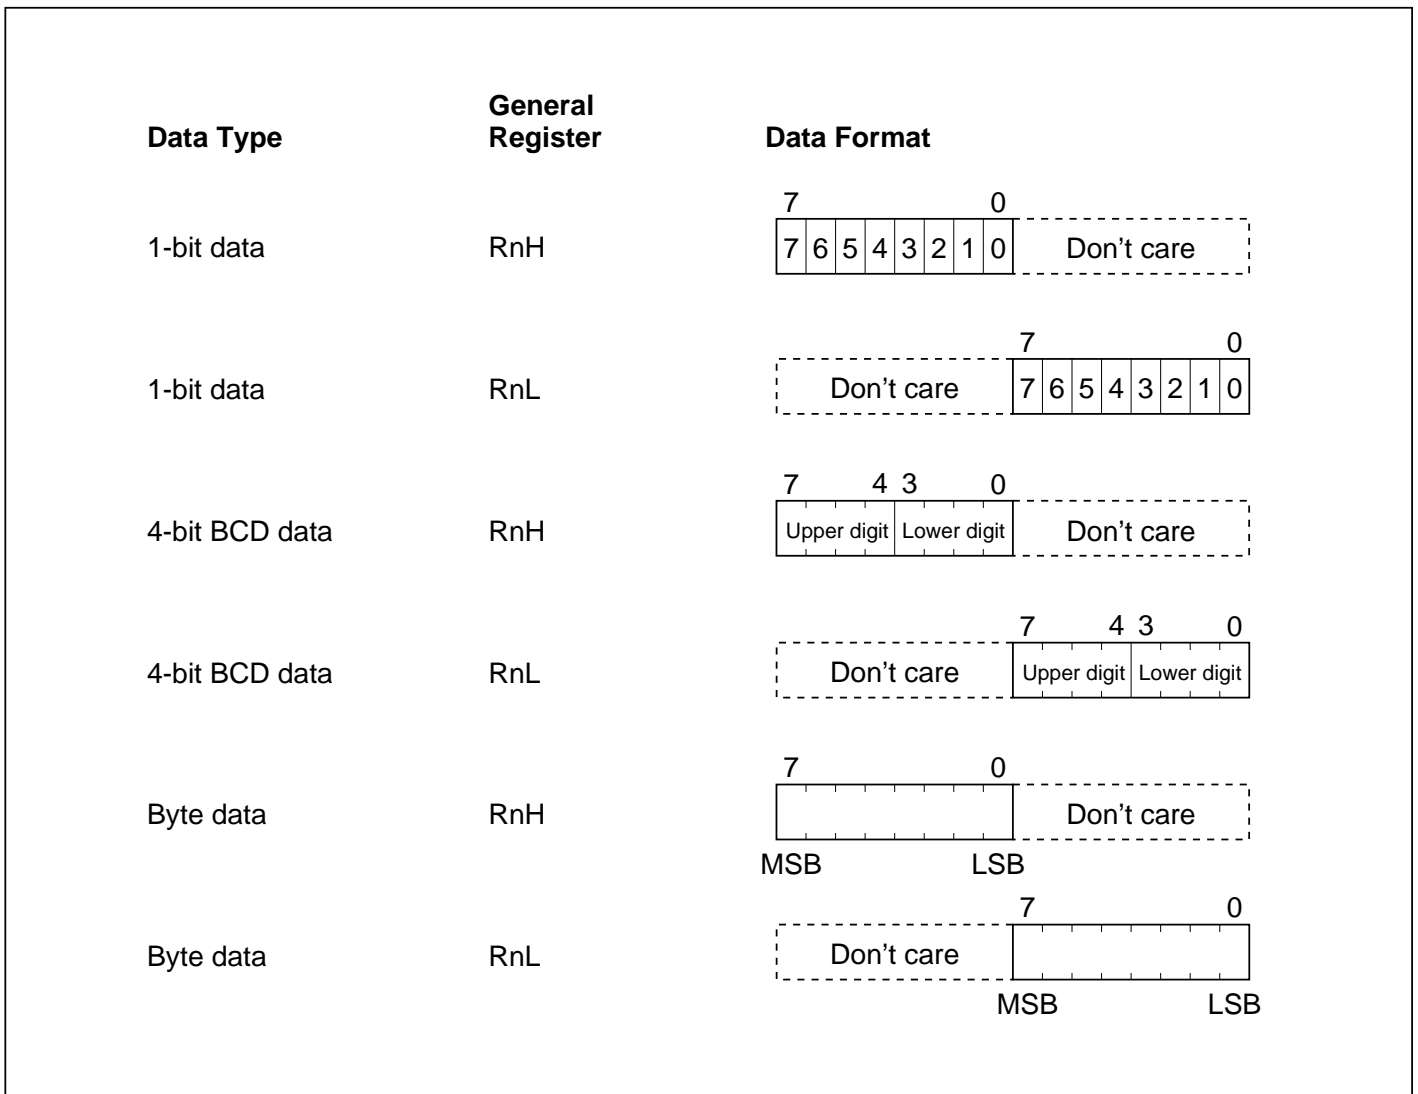 General
Data Type Register Data Format
7 0
1-bit data RnH 7 6 5 4 3 2 1 0 Don't care
7 0
1-bit data RnL Don't care 7 6 5 4 3 2 1 0
7 4 3 0
4-bit BCD data RnH Upper digit Lower digit Don't care
7 4 3 0
4-bit BCD data RnL Don't care Upper digit Lower digit
7 0
Byte data RnH Don't care
MSB LSB
7 0
Byte data RnL Don't care
MSB LSB